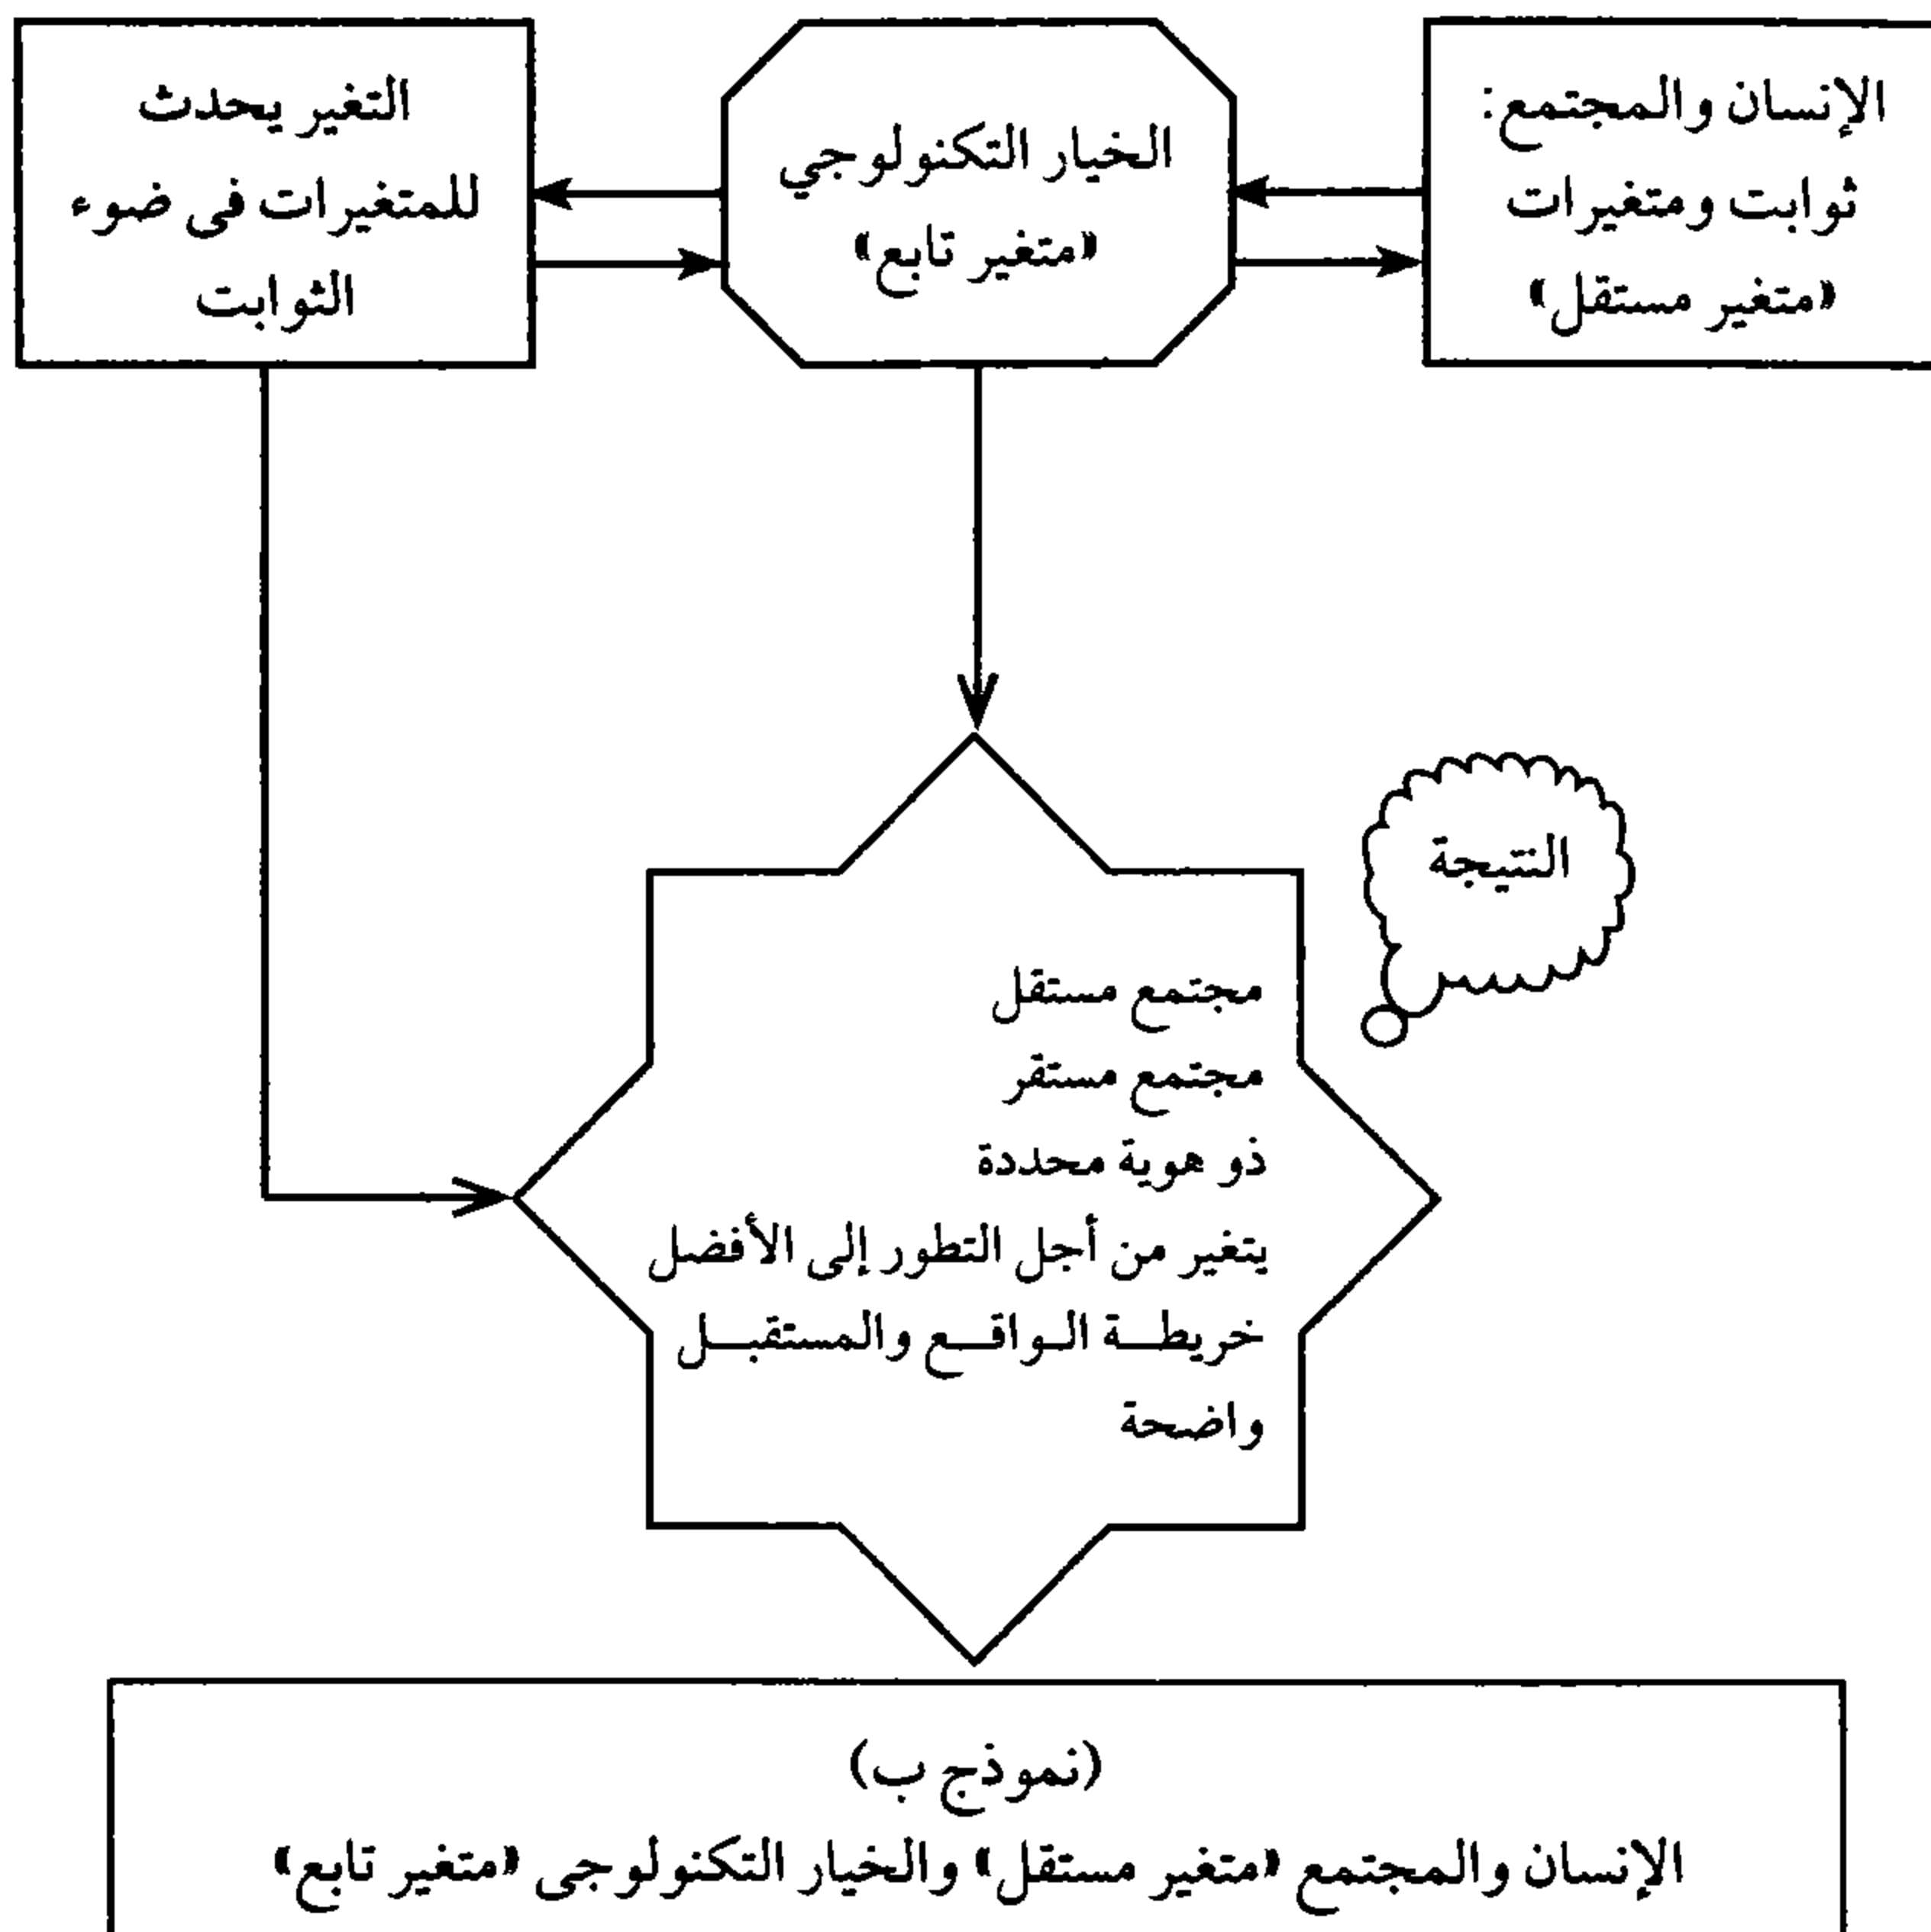 الإنسان والمجتمع:
ثوابت ومتغيرات
«متغير مستقل»
الخيار التكنولوجي
«متغير تابع»
التغير يحدث
للمتغيرات فى ضوء
الثوابت
النتيجة
مجتمع مستقل
مجتمع مستقر
ذو هوية محددة
يتغير من أجل التطور إلى الأفضل
خريطة الواقع والمستقبل
واضحة
(نموذج ب)
الإنسان والمجتمع «متغير مستقل» والخيار التكنولوجى «متغير تابع»